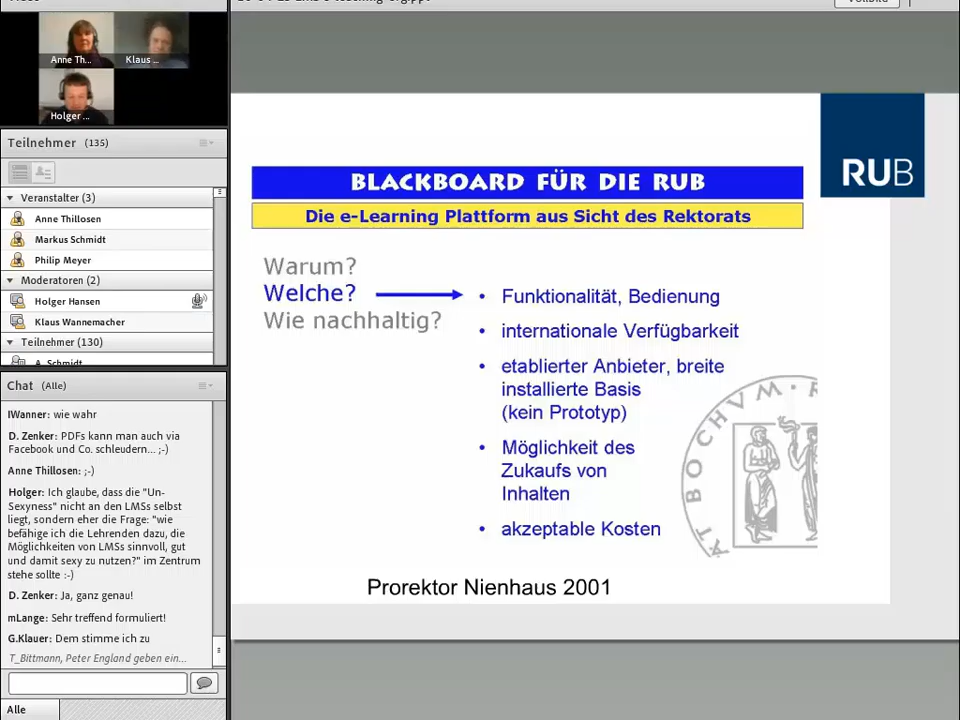 Anne Th...
Klaus ...
Holger ...
Teilnehmer (135)
Veranstalter (3)
Anne Thillosen
Markus Schmidt
Philip Meyer
Moderatoren (2)
Holger Hansen
Klaus Wannemacher
Teilnehmer (130)
A. Schmidt
Chat (Alle)
IWanner: wie wahr
D. Zenker: PDFs kann man auch via
Facebook und Co. schleudern... ;-)
Anne Thillosen: ;-)
Holger: Ich glaube, dass die "Un-
Sexyness" nicht an den LMSs selbst
liegt, sondern eher die Frage: "wie
befähige ich die Lehrenden dazu, die
Möglichkeiten von LMSs sinnvoll, gut
und damit sexy zu nutzen?" im Zentrum
stehe sollte :-)
D. Zenker: Ja, ganz genau!
mLange: Sehr treffend formuliert!
G.Klauer: Dem stimme ich zu
T_Bittmann, Peter England geben ein...
Alle
Vollbild
RUB
BLACKBOARD FÜR DIE RUB
Die e-Learning Plattform aus Sicht des Rektorats
Warum?
Welche?
Wie nachhaltig?
• Funktionalität, Bedienung
• internationale Verfügbarkeit
• etablierter Anbieter, breite
installierte Basis
(kein Prototyp)
• Möglichkeit des
Zukaufs von
Inhalten
• akzeptable Kosten
BOCHUM
Prorektor Nienhaus 2001